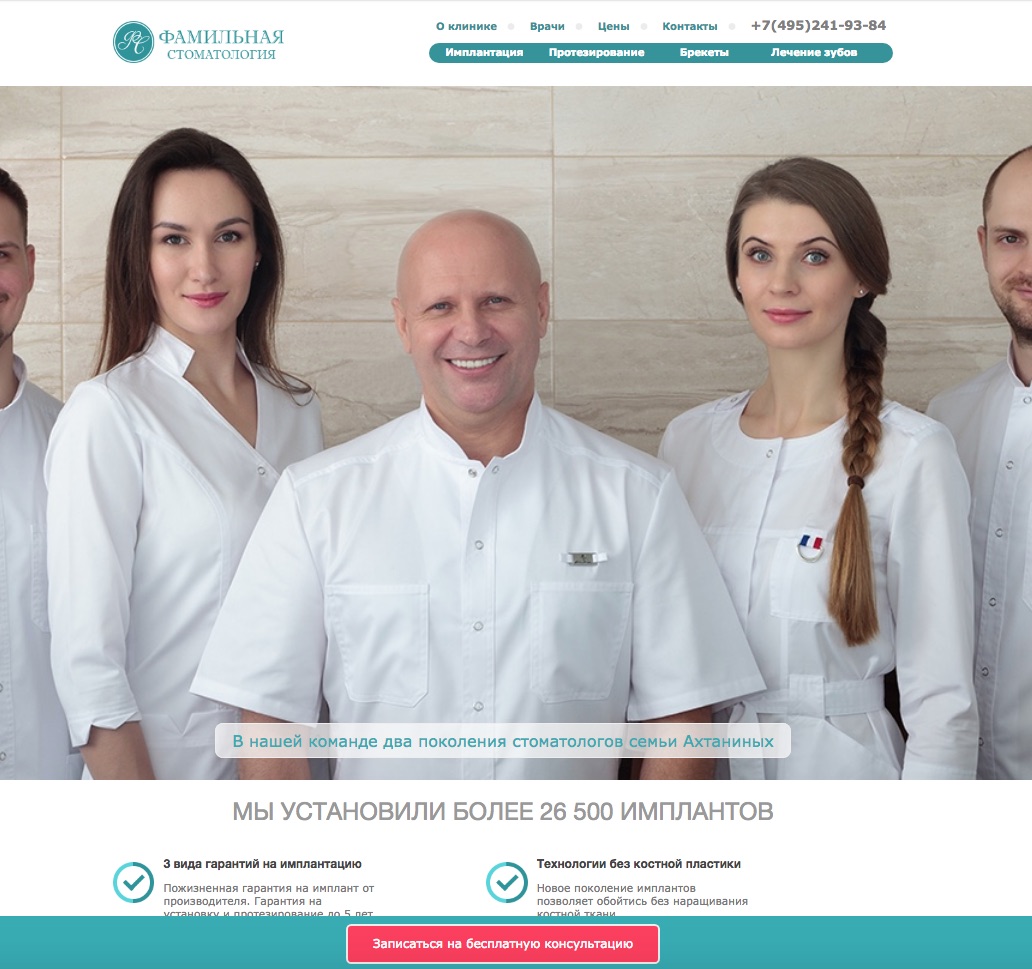 ФАМИЛЬНАЯ
СТОМАТОЛОГИЯ
О клинике Врачи Цены Контакты +7(495)241-93-84
Имплантация Протезирование Брекеты Лечение зубов
В нашей команде два поколения стоматологов семьи Ахтаниных
МЫ УСТАНОВИЛИ БОЛЕЕ 26 500 ИМПЛАНТОВ
3 вида гарантий на имплантацию
Пожизненная гарантия на имплант от
производителя. Гарантия на
установку и протезирование до 5 лет
Технологии без костной пластики
Новое поколение имплантов
позволяет обойтись без наращивания
костной ткани
Записаться на бесплатную консультацию